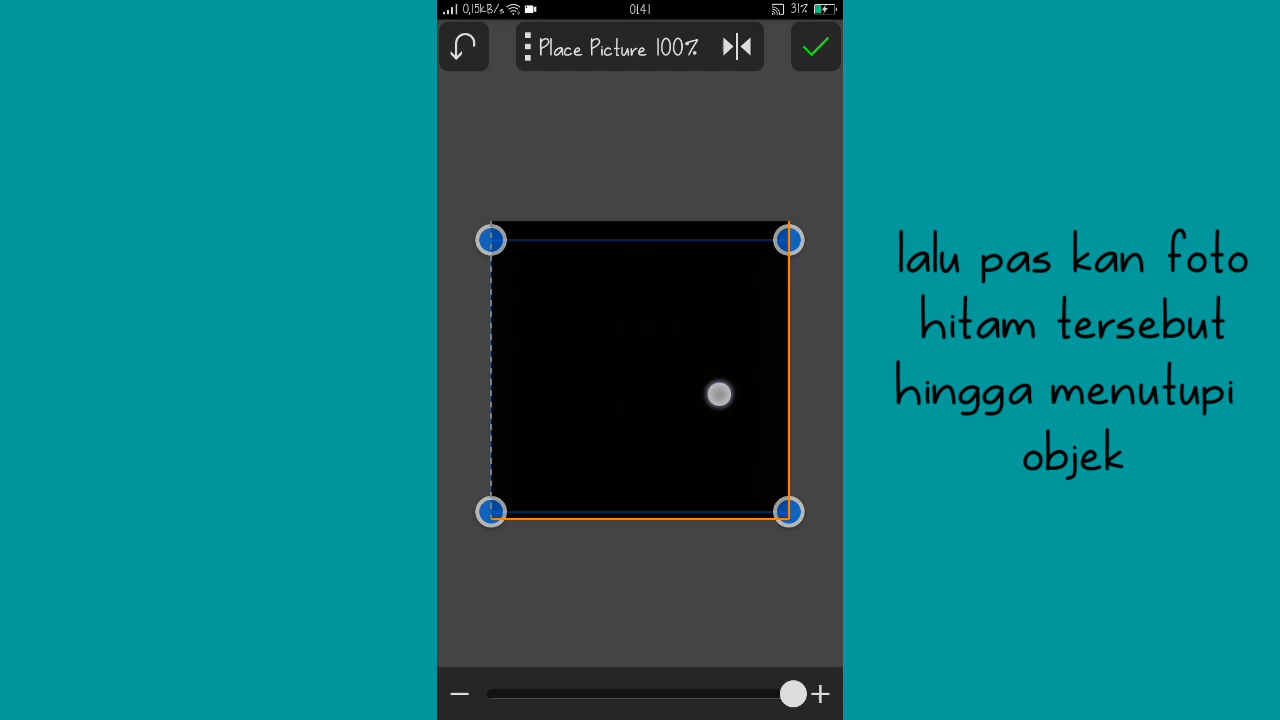 0,15KB/s 01:41 31%
Place Picture 100%
lalu pas kan foto
hitam tersebut
hingga menutupi
objek